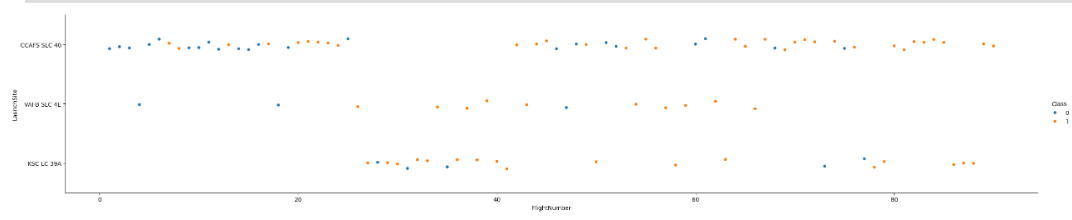 CCAFS SLC 40
VAFB SLC 4E
KSC LC 39A
LaunchSite
0
20
40
60
80
FlightNumber
Class
0
1